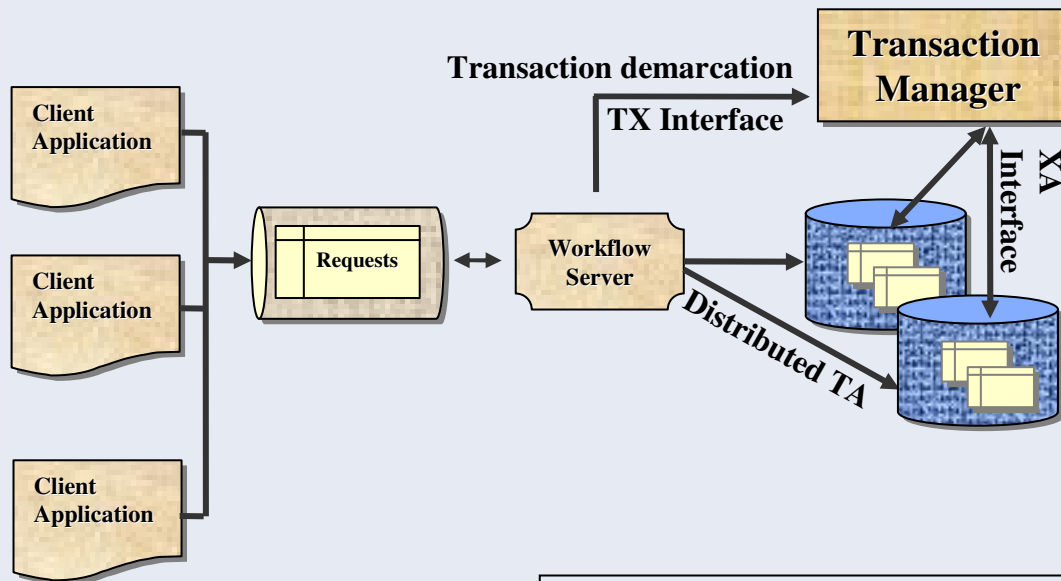 Transaction
Manager
Transaction demarcation
TX Interface
XA
Interface
Client
Application
Requests
Workflow
Server
Client
Application
Distributed TA
Client
Application